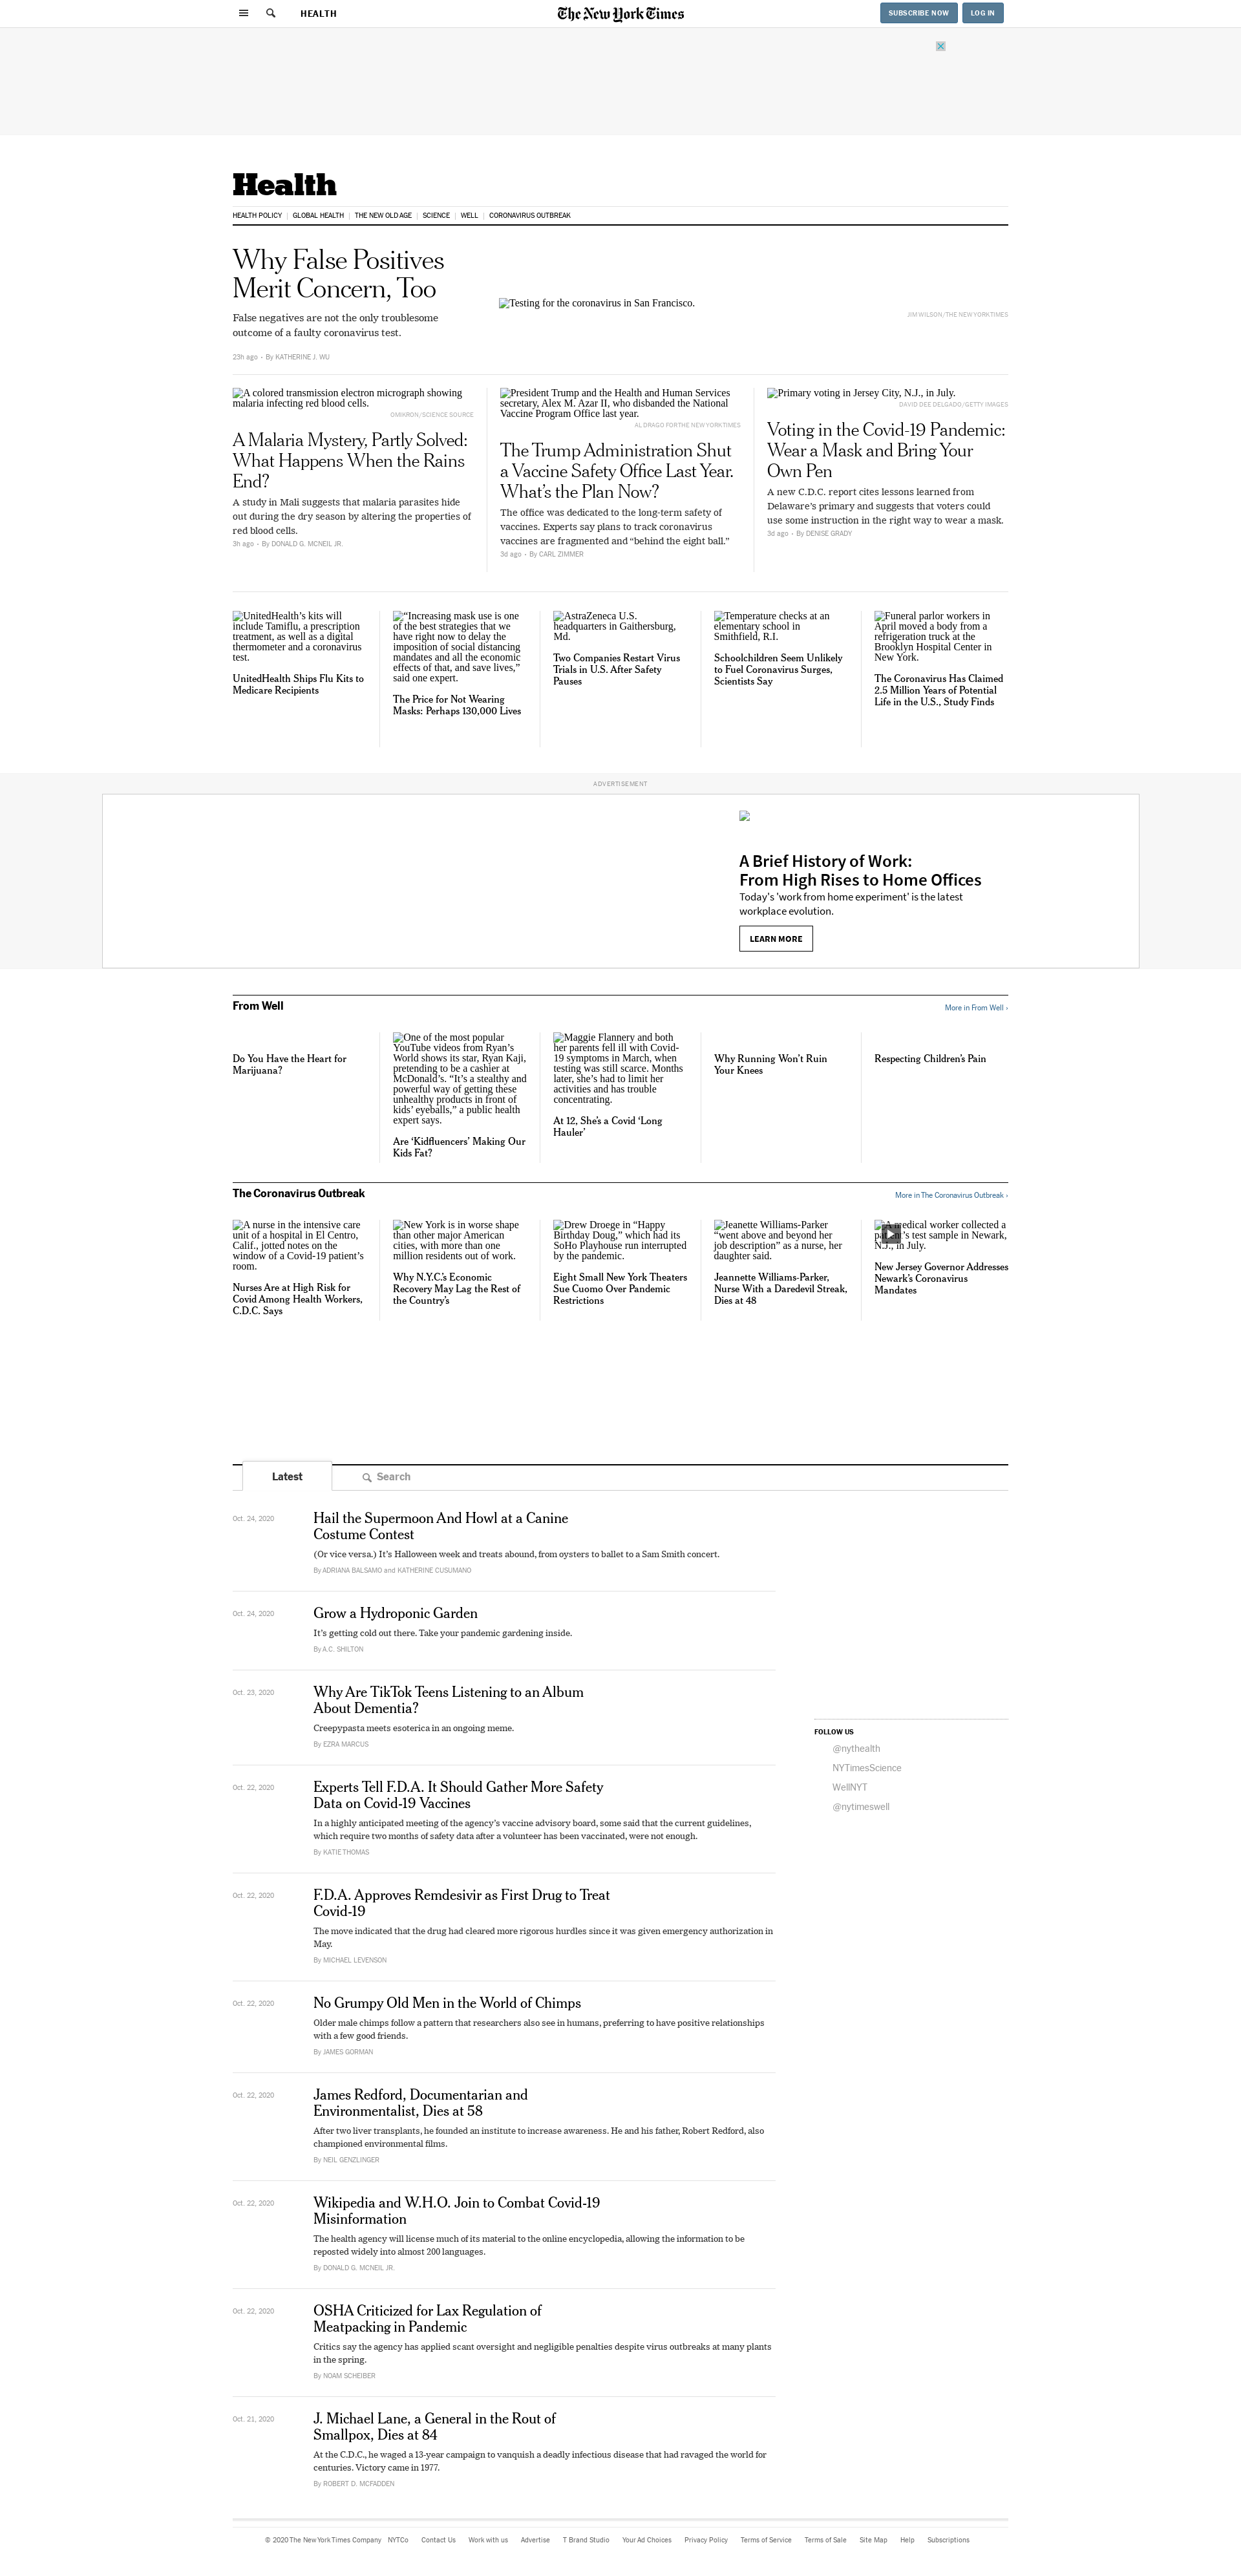 HEALTH
The New York Times
SUBSCRIBE NOW
LOG IN
Health
HEALTH POLICY
GLOBAL HEALTH
THE NEW OLD AGE
SCIENCE
WELL
CORONAVIRUS OUTBREAK
Why False Positives
Merit Concern, Too
False negatives are not the only troublesome
outcome of a faulty coronavirus test.
23h ago · By KATHERINE J. WU
Testing for the coronavirus in San Francisco.
JIM WILSON/THE NEW YORK TIMES
A colored transmission electron micrograph showing
malaria infecting red blood cells.
OMIKRON/SCIENCE SOURCE
A Malaria Mystery, Partly Solved:
What Happens When the Rains
End?
A study in Mali suggests that malaria parasites hide
out during the dry season by altering the properties of
red blood cells.
3h ago · By DONALD G. MCNEIL JR.
President Trump and the Health and Human Services
secretary, Alex M. Azar II, who disbanded the National
Vaccine Program Office last year.
AL DRAGO FOR THE NEW YORK TIMES
The Trump Administration Shut
a Vaccine Safety Office Last Year.
What’s the Plan Now?
The office was dedicated to the long-term safety of
vaccines. Experts say plans to track coronavirus
vaccines are fragmented and “behind the eight ball.”
3d ago · By CARL ZIMMER
Primary voting in Jersey City, N.J., in July.
DAVID DEE DELGADO/GETTY IMAGES
Voting in the Covid-19 Pandemic:
Wear a Mask and Bring Your
Own Pen
A new C.D.C. report cites lessons learned from
Delaware’s primary and suggests that voters could
use some instruction in the right way to wear a mask.
3d ago · By DENISE GRADY
UnitedHealth’s kits will
include Tamiflu, a prescription
treatment, as well as a digital
thermometer and a coronavirus
test.
UnitedHealth Ships Flu Kits to
Medicare Recipients
“Increasing mask use is one
of the best strategies that we
have right now to delay the
imposition of social distancing
mandates and all the economic
effects of that, and save lives,”
said one expert.
The Price for Not Wearing
Masks: Perhaps 130,000 Lives
AstraZeneca U.S.
headquarters in Gaithersburg,
Md.
Two Companies Restart Virus
Trials in U.S. After Safety
Pauses
Temperature checks at an
elementary school in
Smithfield, R.I.
Schoolchildren Seem Unlikely
to Fuel Coronavirus Surges,
Scientists Say
Funeral parlor workers in
April moved a body from a
refrigeration truck at the
Brooklyn Hospital Center in
New York.
The Coronavirus Has Claimed
2.5 Million Years of Potential
Life in the U.S., Study Finds
ADVERTISEMENT
A Brief History of Work:
From High Rises to Home Offices
Today's 'work from home experiment' is the latest
workplace evolution.
LEARN MORE
From Well
More in From Well ›
Do You Have the Heart for
Marijuana?
One of the most popular
YouTube videos from Ryan’s
World shows its star, Ryan Kaji,
pretending to be a cashier at
McDonald’s. “It’s a stealthy and
powerful way of getting these
unhealthy products in front of
kids’ eyeballs,” a public health
expert says.
Are ‘Kidfluencers’ Making Our
Kids Fat?
Maggie Flannery and both
her parents fell ill with Covid-
19 symptoms in March, when
testing was still scarce. Months
later, she’s had to limit her
activities and has trouble
concentrating.
At 12, She’s a Covid ‘Long
Hauler’
Why Running Won’t Ruin
Your Knees
Respecting Children’s Pain
The Coronavirus Outbreak
More in The Coronavirus Outbreak ›
A nurse in the intensive care
unit of a hospital in El Centro,
Calif., jotted notes on the
window of a Covid-19 patient’s
room.
Nurses Are at High Risk for
Covid Among Health Workers,
C.D.C. Says
New York is in worse shape
than other major American
cities, with more than one
million residents out of work.
Why N.Y.C.’s Economic
Recovery May Lag the Rest of
the Country’s
Drew Droege in “Happy
Birthday Doug,” which had its
SoHo Playhouse run interrupted
by the pandemic.
Eight Small New York Theaters
Sue Cuomo Over Pandemic
Restrictions
Jeanette Williams-Parker
“went above and beyond her
job description” as a nurse, her
daughter said.
Jeannette Williams-Parker,
Nurse With a Daredevil Streak,
Dies at 48
medical worker collected a
’s test sample in Newark,
N.J., in July.
New Jersey Governor Addresses
Newark’s Coronavirus
Mandates
Latest
Search
Oct. 24, 2020
Hail the Supermoon And Howl at a Canine
Costume Contest
(Or vice versa.) It’s Halloween week and treats abound, from oysters to ballet to a Sam Smith concert.
By ADRIANA BALSAMO and KATHERINE CUSUMANO
Oct. 24, 2020
Grow a Hydroponic Garden
It’s getting cold out there. Take your pandemic gardening inside.
By A.C. SHILTON
Oct. 23, 2020
Why Are TikTok Teens Listening to an Album
About Dementia?
Creepypasta meets esoterica in an ongoing meme.
By EZRA MARCUS
Oct. 22, 2020
Experts Tell F.D.A. It Should Gather More Safety
Data on Covid-19 Vaccines
In a highly anticipated meeting of the agency’s vaccine advisory board, some said that the current guidelines,
which require two months of safety data after a volunteer has been vaccinated, were not enough.
By KATIE THOMAS
Oct. 22, 2020
F.D.A. Approves Remdesivir as First Drug to Treat
Covid-19
The move indicated that the drug had cleared more rigorous hurdles since it was given emergency authorization in
May.
By MICHAEL LEVENSON
Oct. 22, 2020
No Grumpy Old Men in the World of Chimps
Older male chimps follow a pattern that researchers also see in humans, preferring to have positive relationships
with a few good friends.
By JAMES GORMAN
Oct. 22, 2020
James Redford, Documentarian and
Environmentalist, Dies at 58
After two liver transplants, he founded an institute to increase awareness. He and his father, Robert Redford, also
championed environmental films.
By NEIL GENZLINGER
Oct. 22, 2020
Wikipedia and W.H.O. Join to Combat Covid-19
Misinformation
The health agency will license much of its material to the online encyclopedia, allowing the information to be
reposted widely into almost 200 languages.
By DONALD G. MCNEIL JR.
Oct. 22, 2020
OSHA Criticized for Lax Regulation of
Meatpacking in Pandemic
Critics say the agency has applied scant oversight and negligible penalties despite virus outbreaks at many plants
in the spring.
By NOAM SCHEIBER
Oct. 21, 2020
J. Michael Lane, a General in the Rout of
Smallpox, Dies at 84
At the C.D.C., he waged a 13-year campaign to vanquish a deadly infectious disease that had ravaged the world for
centuries. Victory came in 1977.
By ROBERT D. MCFADDEN
FOLLOW US
@nythealth
NYTimesScience
WellNYT
@nytimeswell
© 2020 The New York Times Company
NYTCo
Contact Us
Work with us
Advertise
T Brand Studio
Your Ad Choices
Privacy Policy
Terms of Service
Terms of Sale
Site Map
Help
Subscriptions